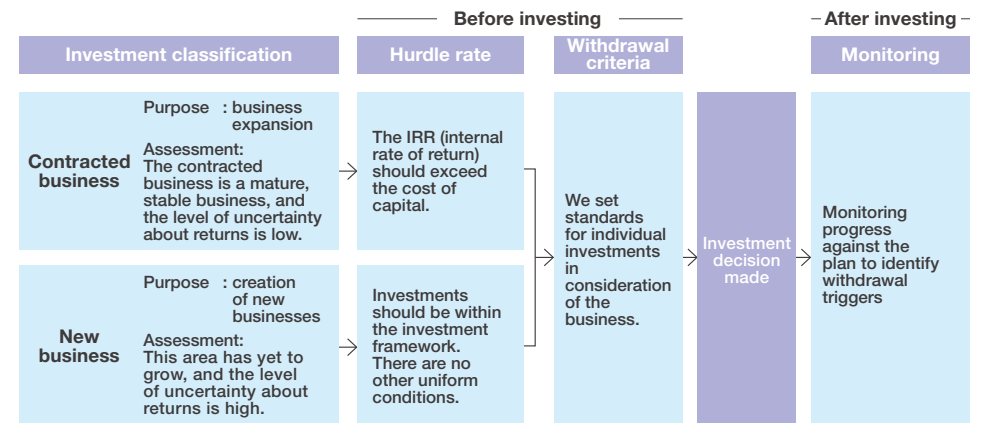 Before investing
After investing
Investment classification
Hurdle rate
Withdrawal
criteria
Monitoring
Contracted
business
Purpose : business
expansion
Assessment:
The contracted
business is a mature,
stable business, and
the level of uncertainty
about returns is low.
The IRR (internal
rate of return)
should exceed
the cost of
capital.
New
business
Purpose : creation
of new
businesses
Assessment:
This area has yet to
grow, and the level
of uncertainty about
returns is high.
Investments
should be within
the investment
framework.
There are no
other uniform
conditions.
We set
standards
for individual
investments
in
consideration
of the
business.
Investment
decision
made
Monitoring
progress
against the
plan to identify
withdrawal
triggers